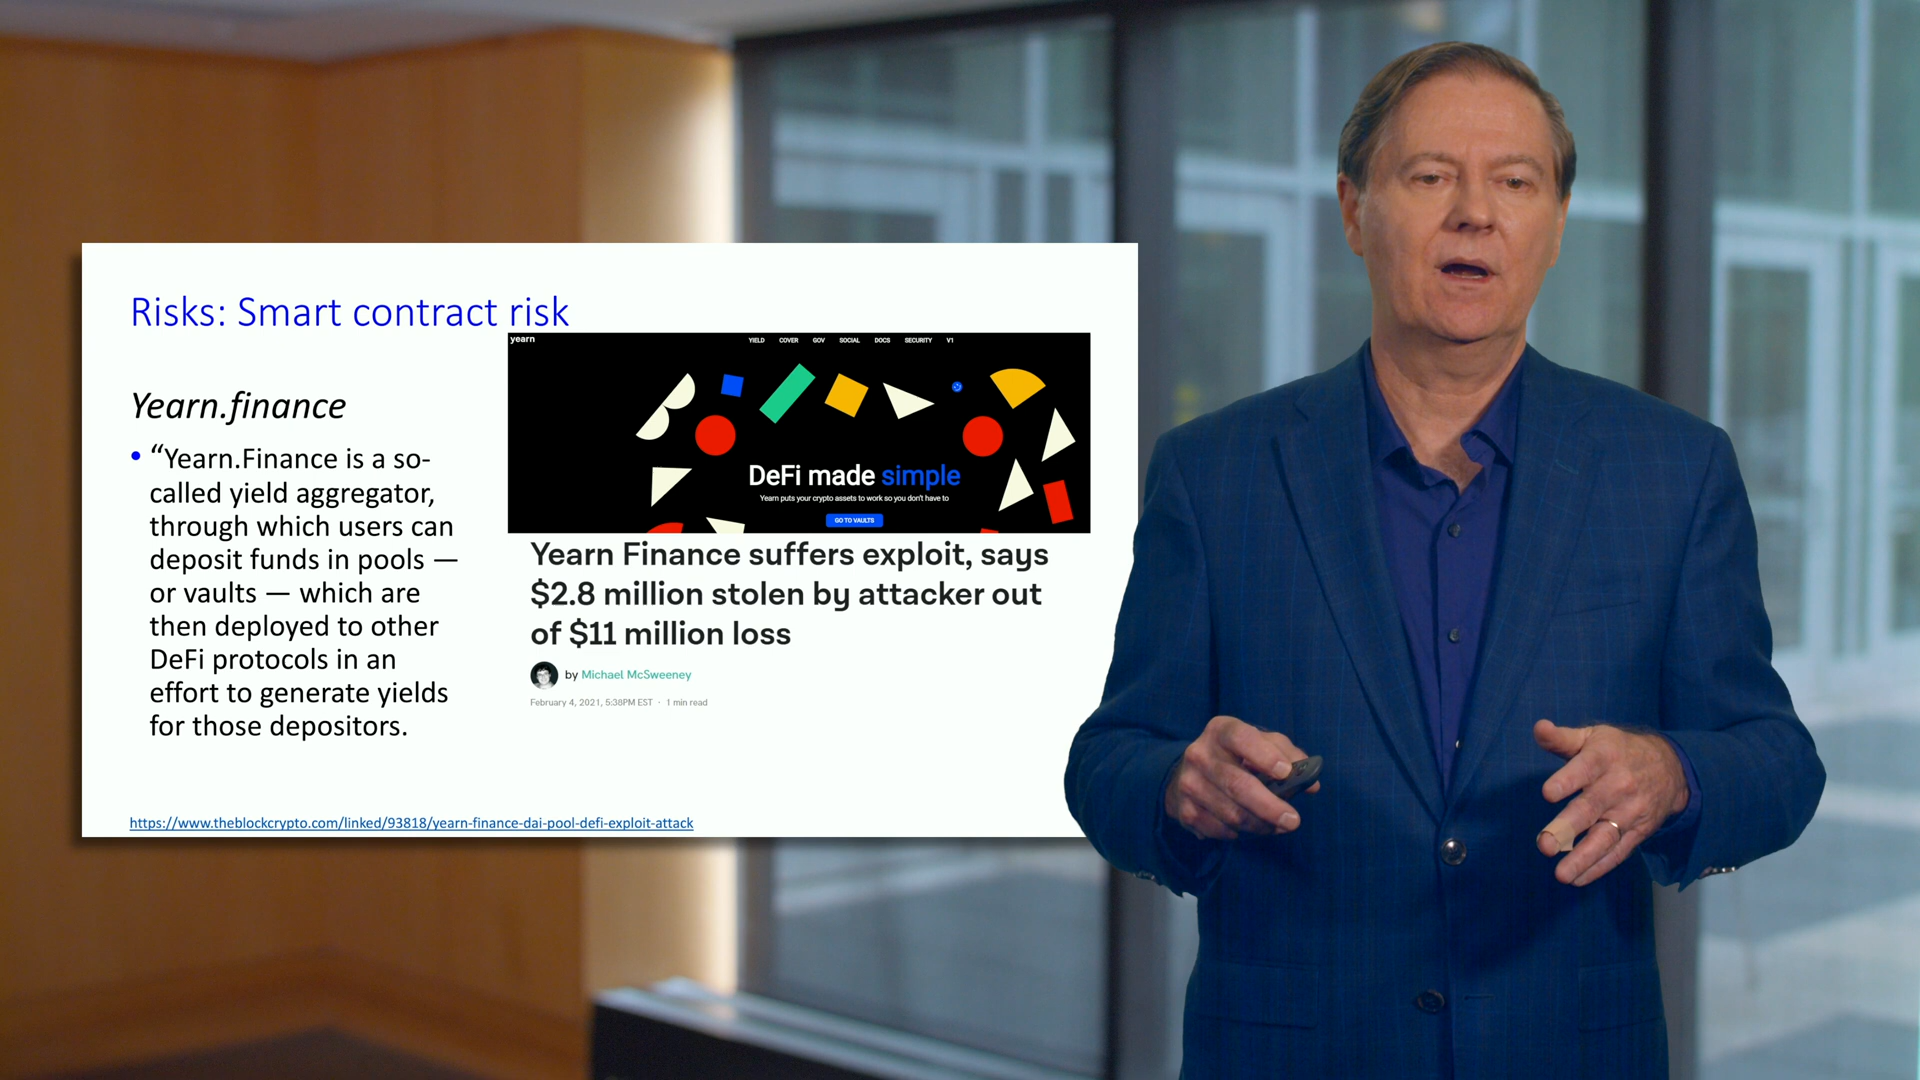 Risks: Smart contract risk
yearn
YIELD COVER GOV SOCIAL DOCS SECURITY V1
Yearn.finance
• “Yearn.Finance is a so-
called yield aggregator,
through which users can
deposit funds in pools —
or vaults — which are
then deployed to other
DeFi protocols in an
effort to generate yields
for those depositors.
DeFi made simple
Yearn puts your crypto assets to work so you don't have to
GO TO VAULTS
Yearn Finance suffers exploit, says
$2.8 million stolen by attacker out
of $11 million loss
by Michael McSweeney
February 4, 2021, 5:38PM EST · 1 min read
https://www.theblockcrypto.com/linked/93818/yearn-finance-dai-pool-defi-exploit-attack